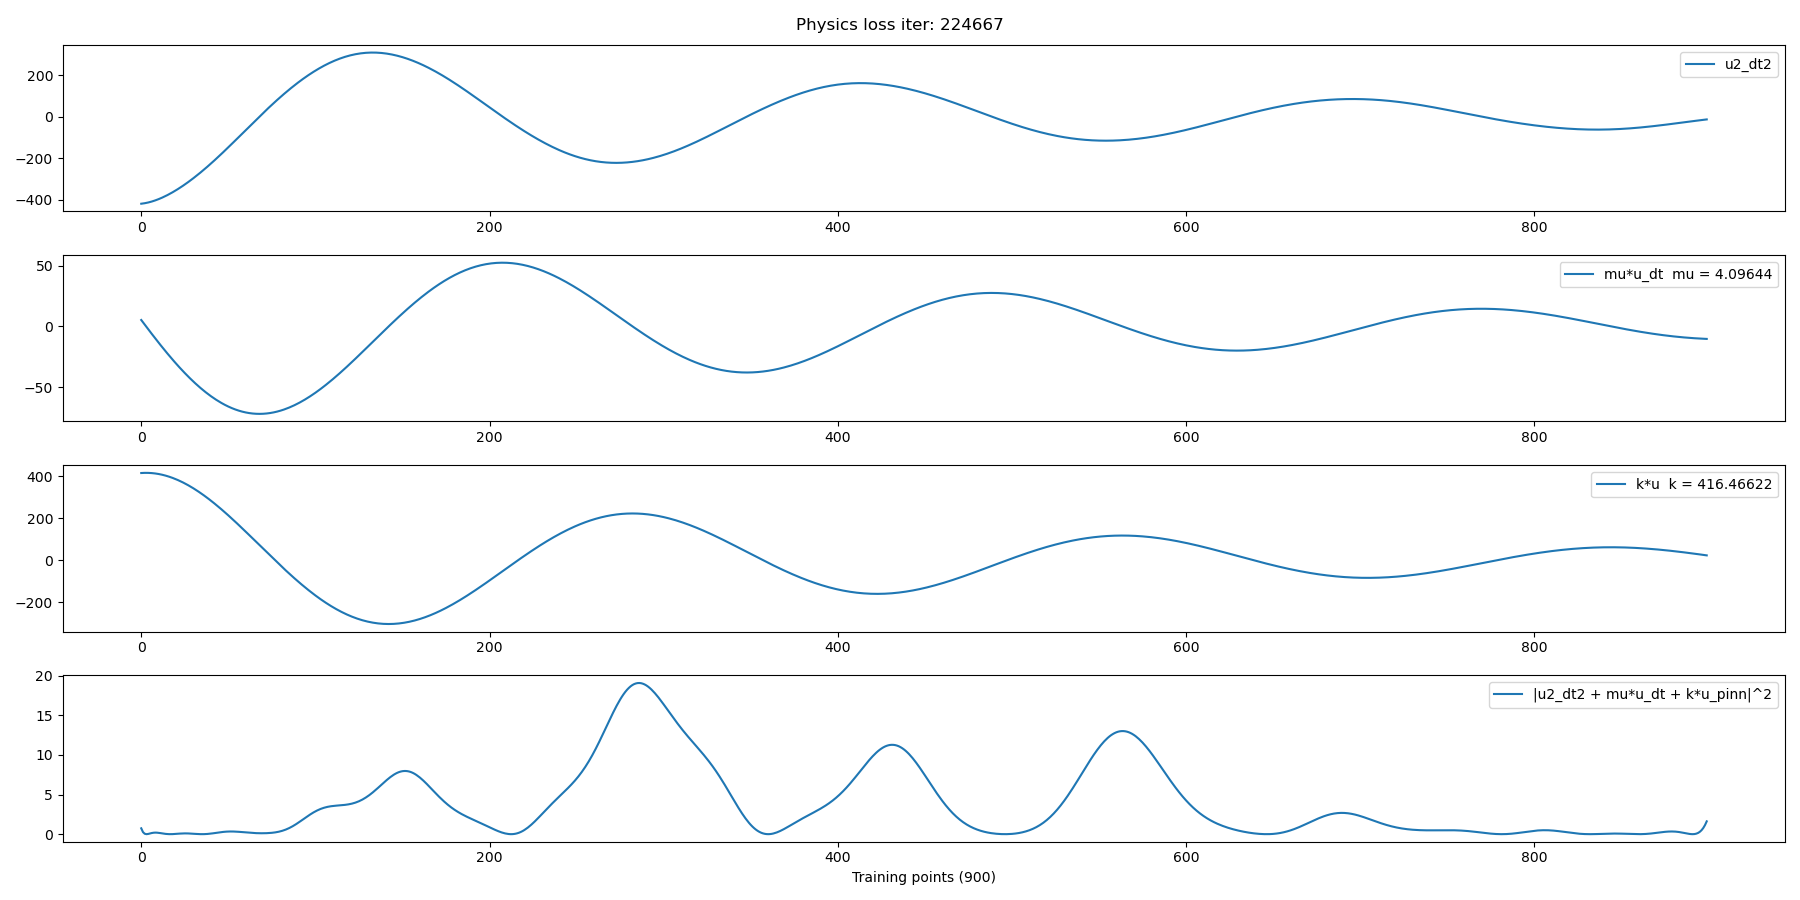 Physics loss iter: 224667
u2_dt2
200
0
−200
−400
0 200 400 600 800
mu*u_dt  mu = 4.09644
50
0
−50
0 200 400 600 800
k*u  k = 416.46622
400
200
0
−200
0 200 400 600 800
|u2_dt2 + mu*u_dt + k*u_pinn|^2
20
15
10
5
0
0 200 400 600 800
Training points (900)